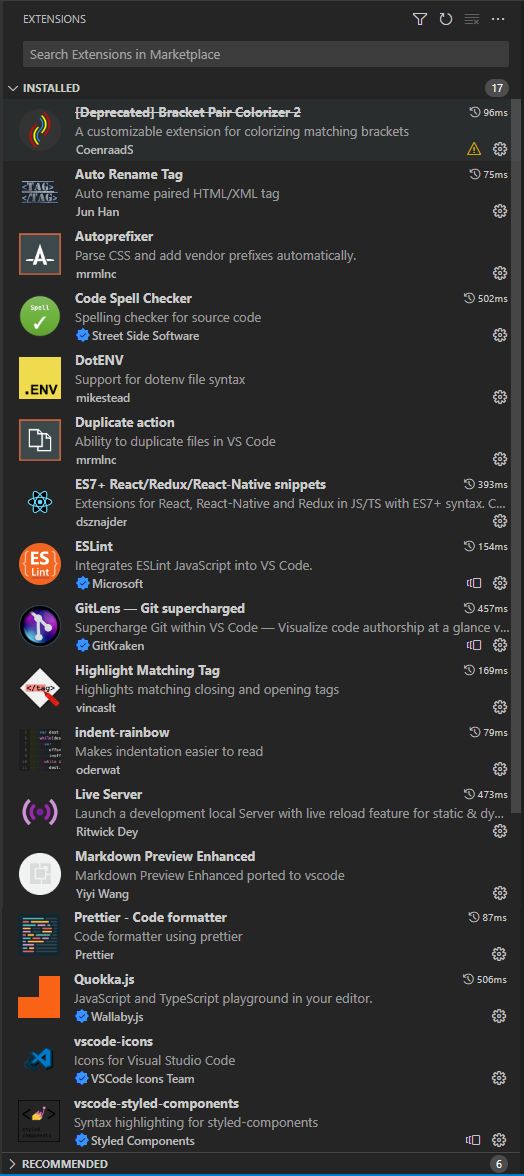 EXTENSIONS
Search Extensions in Marketplace
INSTALLED 17
[Deprecated] Bracket Pair Colorizer 2 96ms
A customizable extension for colorizing matching brackets
CoenraadS
<TAG>
</TAG>
Auto Rename Tag 75ms
Auto rename paired HTML/XML tag
Jun Han
A
Autoprefixer
Parse CSS and add vendor prefixes automatically.
mrmlnc
Spell
Code Spell Checker 502ms
Spelling checker for source code
Street Side Software
.ENV
DotENV
Support for dotenv file syntax
mikestead
Duplicate action
Ability to duplicate files in VS Code
mrmlnc
ES7+ React/Redux/React-Native snippets 393ms
Extensions for React, React-Native and Redux in JS/TS with ES7+ syntax. C...
dsznajder
{ES
Lint}
ESLint 154ms
Integrates ESLint JavaScript into VS Code.
Microsoft
GitLens — Git supercharged 457ms
Supercharge Git within VS Code — Visualize code authorship at a glance v...
GitKraken
</tag>
Highlight Matching Tag 169ms
Highlights matching closing and opening tags
vincaslt
indent-rainbow 79ms
Makes indentation easier to read
oderwat
Live Server 473ms
Launch a development local Server with live reload feature for static & dy...
Ritwick Dey
Markdown Preview Enhanced
Markdown Preview Enhanced ported to vscode
Yiyi Wang
Prettier - Code formatter 87ms
Code formatter using prettier
Prettier
Quokka.js 506ms
JavaScript and TypeScript playground in your editor.
Wallaby.js
vscode-icons
Icons for Visual Studio Code
VSCode Icons Team
Styled
Components
vscode-styled-components
Syntax highlighting for styled-components
Styled Components
RECOMMENDED 6